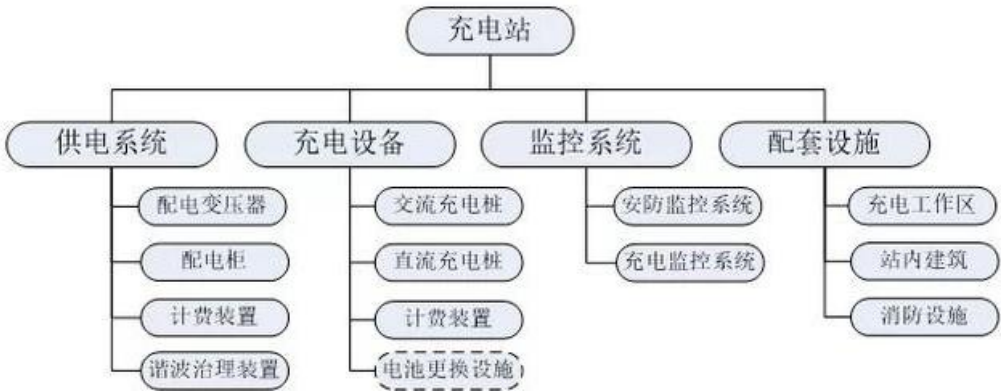 充电站
供电系统
充电设备
监控系统
配套设施
配电变压器
交流充电桩
安防监控系统
充电工作区
配电柜
直流充电桩
充电监控系统
站内建筑
计费装置
计费装置
消防设施
谐波治理装置
电池更换设施